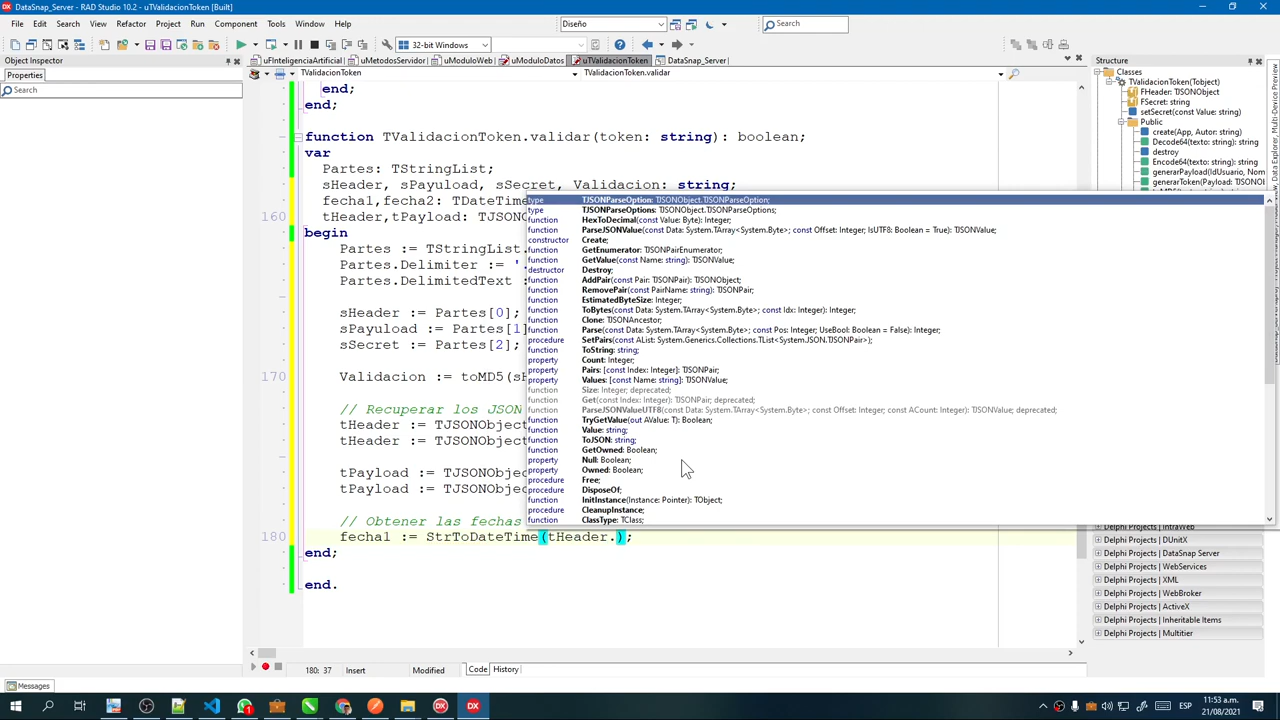 DataSnap_Server - RAD Studio 10.2 - uTValidacionToken [Built]
File Edit Search View Refactor Project Run Component Tools Window Help
Diseño
Search
32-bit Windows
Object Inspector
Properties
Search
uFInteligenciaArtificial uMetodosServidor uModuloWeb uModuloDatos uTValidacionToken DataSnap_Server
TValidacionToken TValidacionToken.validar
end;
end;
function TValidacionToken.validar(token: string): boolean;
var
Partes: TStringList;
sHeader, sPayuload, sSecret, Validacion: string;
fecha1,fecha2: TDateTime
160 tHeader,tPayload: TJSONO
begin
Partes := TStringList.
Partes.Delimiter := '.
Partes.DelimitedText :
sHeader := Partes[0];
sPayuload := Partes[1]
sSecret := Partes[2];
170 Validacion := toMD5(sH
// Recuperar los JSON
tHeader := TJSONObject
tHeader := TJSONObject
tPayload := TJSONObjec
tPayload := TJSONObjec
// Obtener las fechas
180 fecha1 := StrToDateTime(tHeader.);
end;
end.
type TJSONParseOption: TJSONObject.TJSONParseOption;
type TJSONParseOptions: TJSONObject.TJSONParseOptions;
function HexToDecimal(const Value: Byte): Integer;
function ParseJSONValue(const Data: System.TArray<System.Byte>; const Offset: Integer; IsUTF8: Boolean = True): TJSONValue;
constructor Create;
function GetEnumerator: TJSONPairEnumerator;
function GetValue(const Name: string): TJSONValue;
destructor Destroy;
function AddPair(const Pair: TJSONPair): TJSONObject;
function RemovePair(const PairName: string): TJSONPair;
function EstimatedByteSize: Integer;
function ToBytes(const Data: System.TArray<System.Byte>; const Idx: Integer): Integer;
function Clone: TJSONAncestor;
function Parse(const Data: System.TArray<System.Byte>; const Pos: Integer; UseBool: Boolean = False): Integer;
procedure SetPairs(const AList: System.Generics.Collections.TList<System.JSON.TJSONPair>);
function ToString: string;
property Count: Integer;
property Pairs: [const Index: Integer]: TJSONPair;
property Values: [const Name: string]: TJSONValue;
function Size: Integer; deprecated;
function Get(const Index: Integer): TJSONPair; deprecated;
function ParseJSONValueUTF8(const Data: System.TArray<System.Byte>; const Offset: Integer; const ACount: Integer): TJSONValue; deprecated;
function TryGetValue(out AValue: T): Boolean;
function Value: string;
function ToJSON: string;
function GetOwned: Boolean;
property Null: Boolean;
property Owned: Boolean;
procedure Free;
procedure DisposeOf;
function InitInstance(Instance: Pointer): TObject;
procedure CleanupInstance;
function ClassType: TClass;
Structure
Classes
TValidacionToken(TObject)
FHeader: TJSONObject
FSecret: string
setSecret(const Value: string)
Public
create(App, Autor: string)
Decode64(texto: string): string
destroy
Encode64(texto: string): string
generarPayload(IdUsuario, Nom
generarToken(Payload: TJSONO
Delphi Projects | IntraWeb
Delphi Projects | DUnitX
Delphi Projects | DataSnap Server
Delphi Projects | WebServices
Delphi Projects | XML
Delphi Projects | WebBroker
Delphi Projects | ActiveX
Delphi Projects | Inheritable Items
Delphi Projects | Multitier
180: 37 Insert Modified Code History
Messages
ESP
11:53 a.m.
21/08/2021